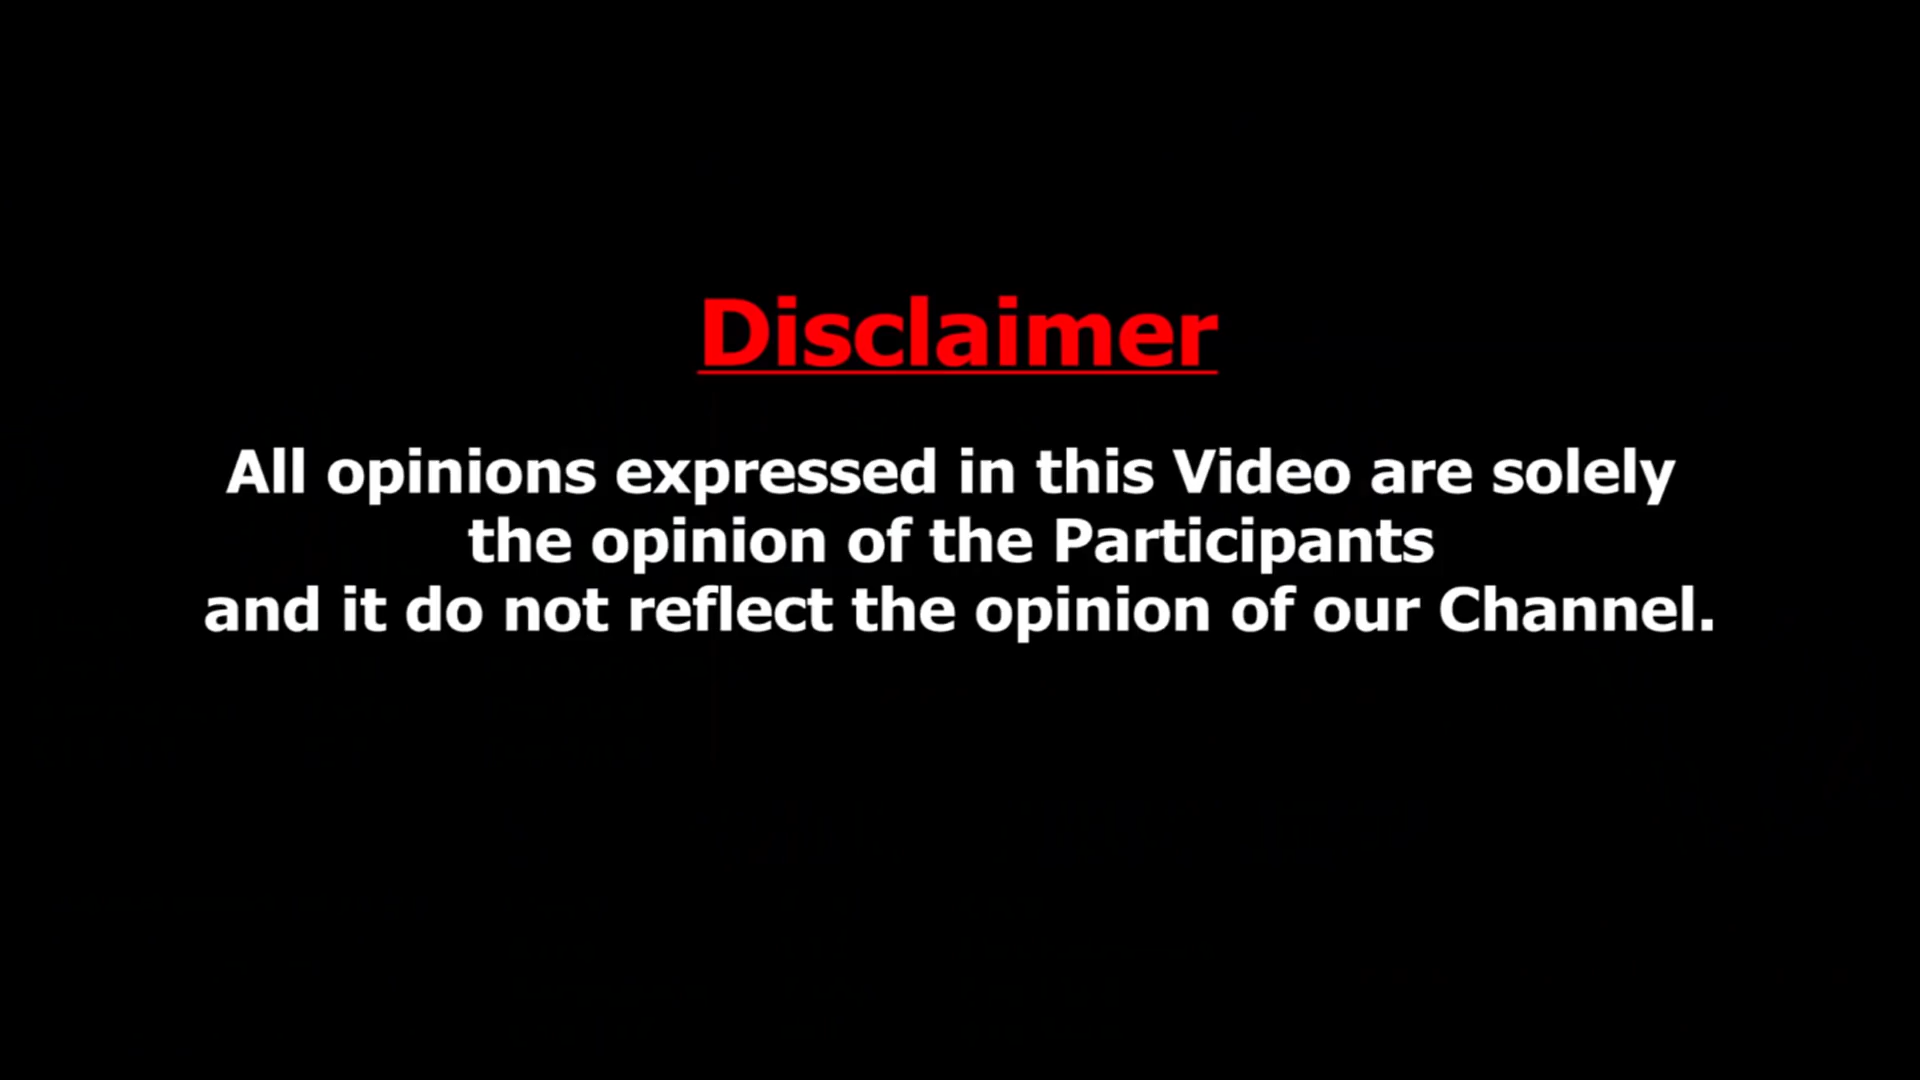 Disclaimer
All opinions expressed in this Video are solely
the opinion of the Participants
and it do not reflect the opinion of our Channel.